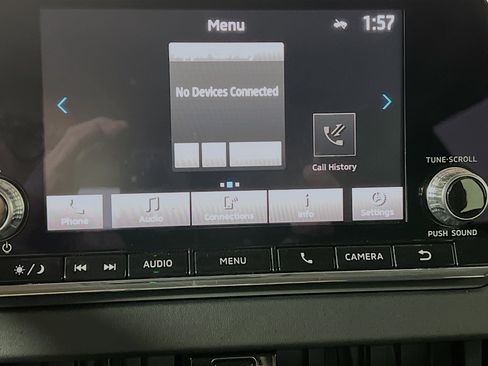 Menu
1:57
No Devices Connected
Call History
TUNE·SCROLL
Phone
Audio
Connections
Info
Settings
PUSH SOUND
AUDIO
MENU
CAMERA